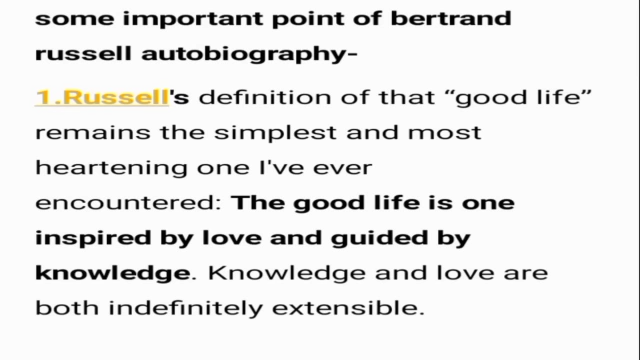 some important point of bertrand
russell autobiography-
1.Russell's definition of that “good life”
remains the simplest and most
heartening one I've ever
encountered: The good life is one
inspired by love and guided by
knowledge. Knowledge and love are
both indefinitely extensible.